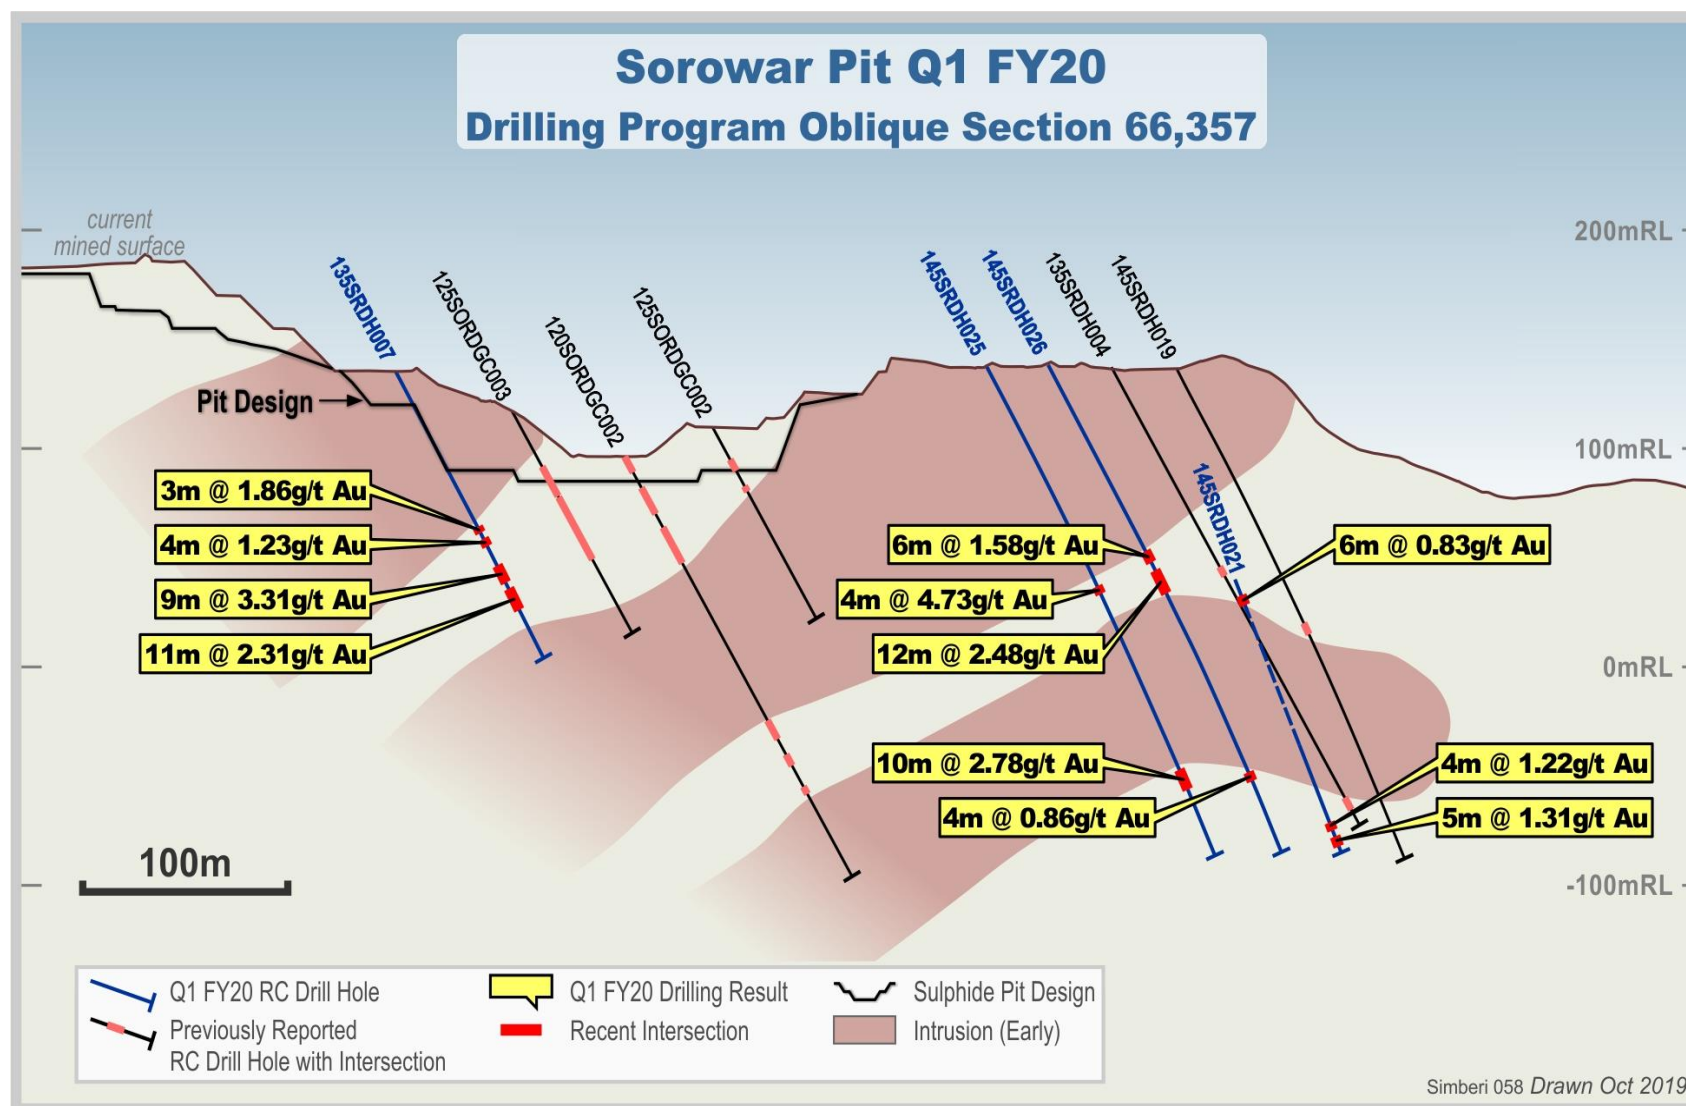 Sorowar Pit Q1 FY20
Drilling Program Oblique Section 66,357
current
mined surface
200mRL
100mRL
0mRL
-100mRL
135SRDH007
125SORDGC003
120SORDGC002
125SORDGC002
145SRDH025
145SRDH026
135SRDH004
145SRDH019
145SRDH021
Pit Design
3m @ 1.86g/t Au
4m @ 1.23g/t Au
9m @ 3.31g/t Au
11m @ 2.31g/t Au
6m @ 1.58g/t Au
4m @ 4.73g/t Au
12m @ 2.48g/t Au
10m @ 2.78g/t Au
4m @ 0.86g/t Au
6m @ 0.83g/t Au
4m @ 1.22g/t Au
5m @ 1.31g/t Au
100m
Q1 FY20 RC Drill Hole
Previously Reported
RC Drill Hole with Intersection
Q1 FY20 Drilling Result
Recent Intersection
Sulphide Pit Design
Intrusion (Early)
Simberi 058 Drawn Oct 2019